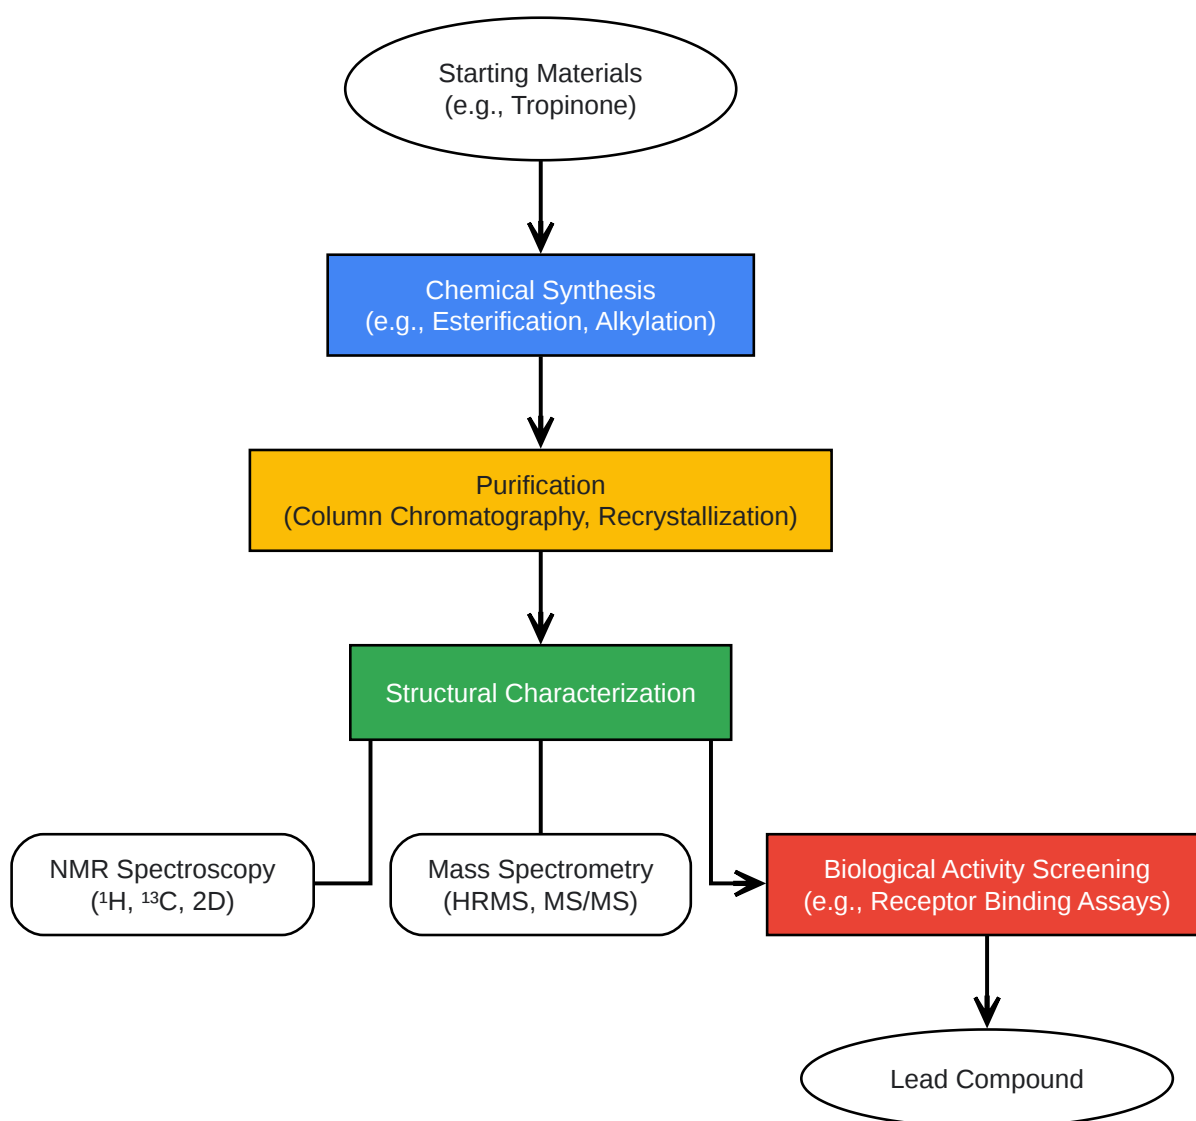 Starting Materials
(e.g., Tropinone)
Chemical Synthesis
(e.g., Esterification, Alkylation)
Purification
(Column Chromatography, Recrystallization)
Structural Characterization
NMR Spectroscopy
(¹H, ¹³C, 2D)
Mass Spectrometry
(HRMS, MS/MS)
Biological Activity Screening
(e.g., Receptor Binding Assays)
Lead Compound